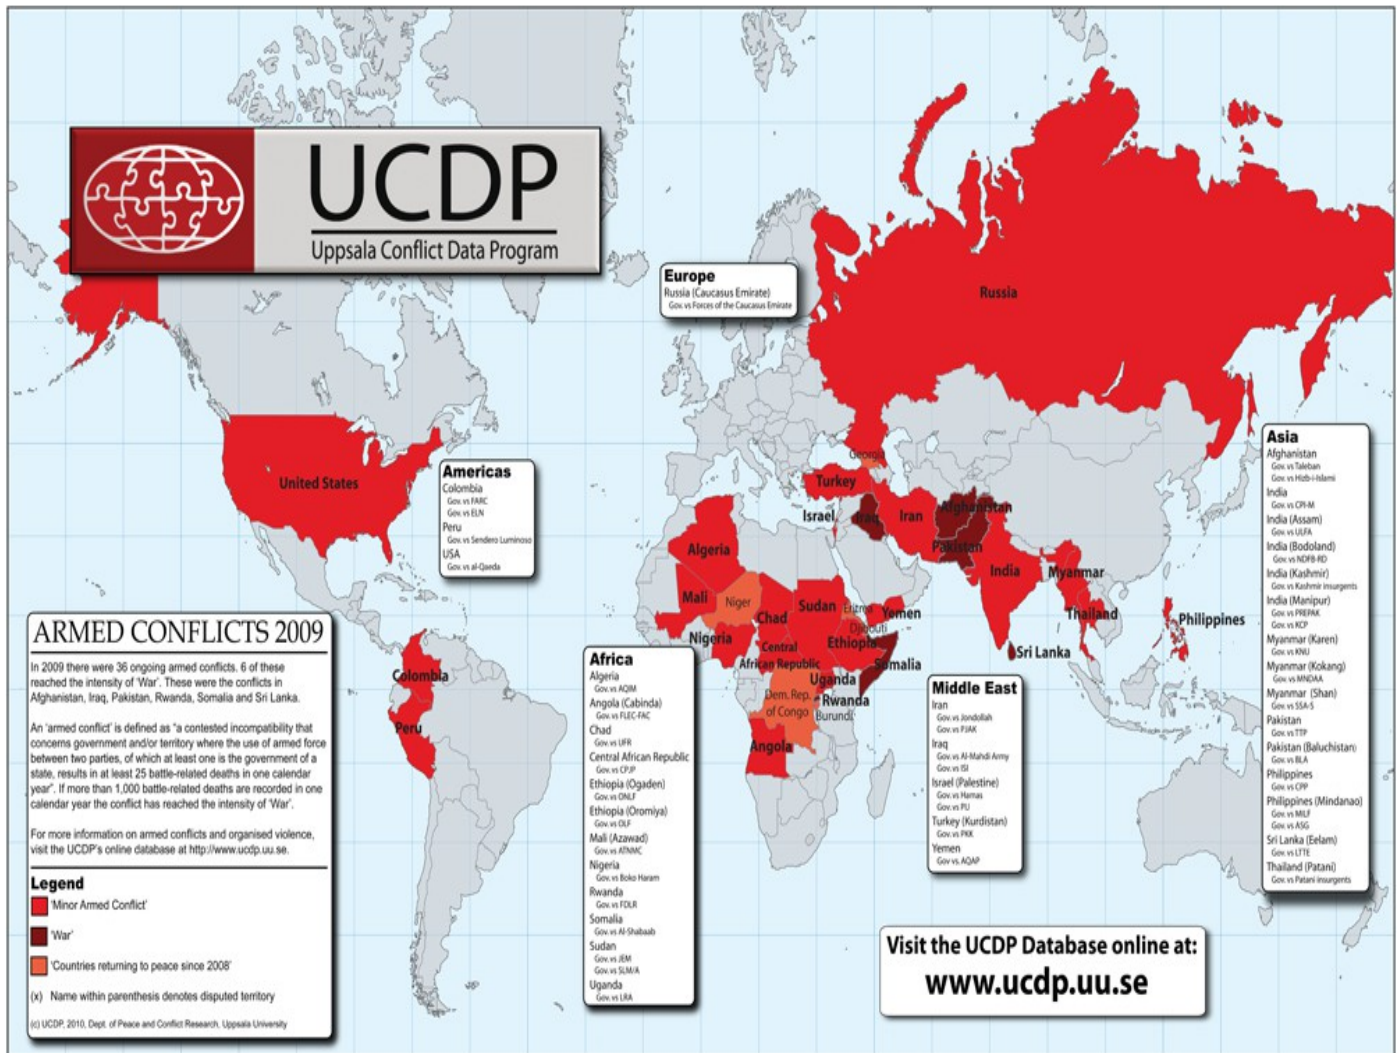 UCDP
Uppsala Conflict Data Program
Europe
Russia (Caucasus Emirate)
Gov. vs Forces of the Caucasus Emirate
Russia
Georgia
Turkey
Israel
Iraq
Iran
Afghanistan
Pakistan
India
Myanmar
Thailand
Philippines
Sri Lanka
United States
Colombia
Peru
Algeria
Mali
Niger
Chad
Sudan
Eritrea
Yemen
Djibouti
Nigeria
Ethiopia
Central
African Republic
Somalia
Uganda
Dem. Rep.
of Congo
Rwanda
Burundi
Angola
Americas
Colombia
Gov. vs FARC
Gov. vs ELN
Peru
Gov. vs Sendero Luminoso
USA
Gov. vs al-Qaeda
ARMED CONFLICTS 2009
In 2009 there were 36 ongoing armed conflicts. 6 of these
reached the intensity of 'War'. These were the conflicts in
Afghanistan, Iraq, Pakistan, Rwanda, Somalia and Sri Lanka.
An 'armed conflict' is defined as "a contested incompatibility that
concerns government and/or territory where the use of armed force
between two parties, of which at least one is the government of a
state, results in at least 25 battle-related deaths in one calendar
year". If more than 1,000 battle-related deaths are recorded in one
calendar year the conflict has reached the intensity of 'War'.
For more information on armed conflicts and organised violence,
visit the UCDP's online database at http://www.ucdp.uu.se.
Legend
'Minor Armed Conflict'
'War'
'Countries returning to peace since 2008'
(x) Name within parenthesis denotes disputed territory
(c) UCDP, 2010, Dept. of Peace and Conflict Research, Uppsala University
Africa
Algeria
Gov. vs AQIM
Angola (Cabinda)
Gov. vs FLEC-FAC
Chad
Gov. vs UFR
Central African Republic
Gov. vs CPJP
Ethiopia (Ogaden)
Gov. vs ONLF
Ethiopia (Oromiya)
Gov. vs OLF
Mali (Azawad)
Gov. vs ATNMC
Nigeria
Gov. vs Boko Haram
Rwanda
Gov. vs FDLR
Somalia
Gov. vs Al-Shabaab
Sudan
Gov. vs JEM
Gov. vs SLM/A
Uganda
Gov. vs LRA
Middle East
Iran
Gov. vs Jondollah
Gov. vs PJAK
Iraq
Gov. vs Al-Mahdi Army
Gov. vs ISI
Israel (Palestine)
Gov. vs Hamas
Gov. vs PIJ
Turkey (Kurdistan)
Gov. vs PKK
Yemen
Gov vs AQAP
Asia
Afghanistan
Gov. vs Taleban
Gov. vs Hizb-i-Islami
India
Gov. vs CPI-M
India (Assam)
Gov. vs ULFA
India (Bodoland)
Gov. vs NDFB-RD
India (Kashmir)
Gov. vs Kashmir insurgents
India (Manipur)
Gov. vs PREPAK
Gov. vs KCP
Myanmar (Karen)
Gov. vs KNU
Myanmar (Kokang)
Gov. vs MNDAA
Myanmar (Shan)
Gov. vs SSA-S
Pakistan
Gov. vs TTP
Pakistan (Baluchistan)
Gov. vs BLA
Philippines
Gov. vs CPP
Philippines (Mindanao)
Gov. vs MILF
Gov. vs ASG
Sri Lanka (Eelam)
Gov. vs LTTE
Thailand (Patani)
Gov. vs Patani insurgents
Visit the UCDP Database online at:
www.ucdp.uu.se